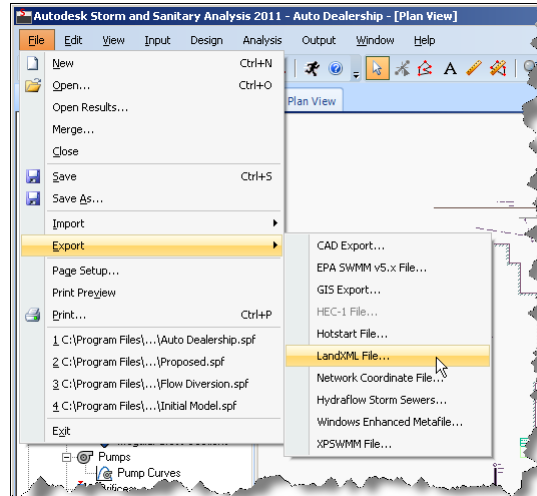 Autodesk Storm and Sanitary Analysis 2011 - Auto Dealership - [Plan View]
File Edit View Input Design Analysis Output Window Help
New Ctrl+N
Open... Ctrl+O
Open Results...
Plan View
Merge...
Close
Save Ctrl+S
Save As...
Import
Export
CAD Export...
EPA SWMM v5.x File...
GIS Export...
HEC-1 File...
Hotstart File...
LandXML File...
Network Coordinate File...
Hydraflow Storm Sewers...
Windows Enhanced Metafile...
XPSWMM File...
Page Setup...
Print Preview
Print... Ctrl+P
1 C:\Program Files\...\Auto Dealership.spf
2 C:\Program Files\...\Proposed.spf
3 C:\Program Files\...\Flow Diversion.spf
4 C:\Program Files\...\Initial Model.spf
Exit
Pumps
Pump Curves
Orifices